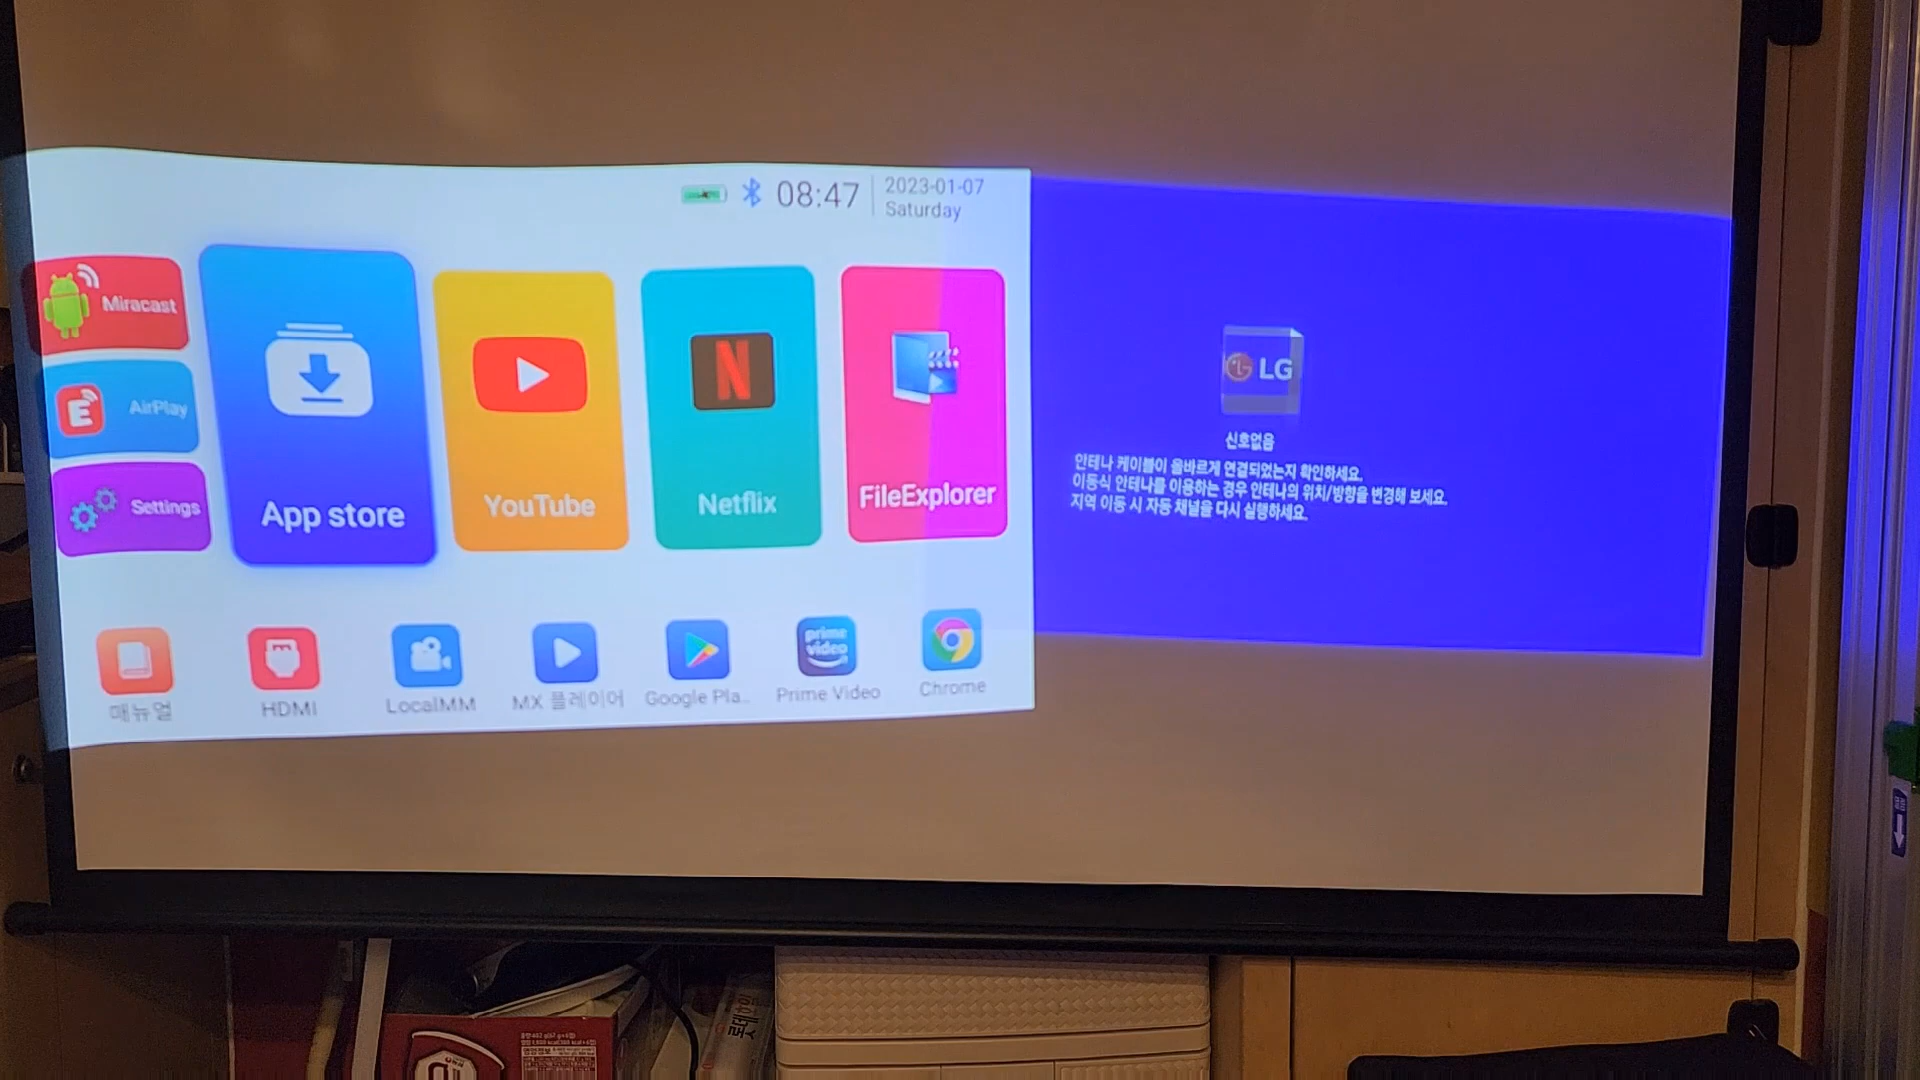 08:47
2023-01-07
Saturday
Miracast
AirPlay
Settings
App store
YouTube
Netflix
FileExplorer
매뉴얼
HDMI
LocalMM
MX 플레이어
Google Pla..
prime video
Prime Video
Chrome
LG
신호없음
안테나 케이블이 올바르게 연결되었는지 확인하세요.
이동식 안테나를 이용하는 경우 안테나의 위치/방향을 변경해 보세요.
지역 이동 시 자동 채널을 다시 실행하세요.